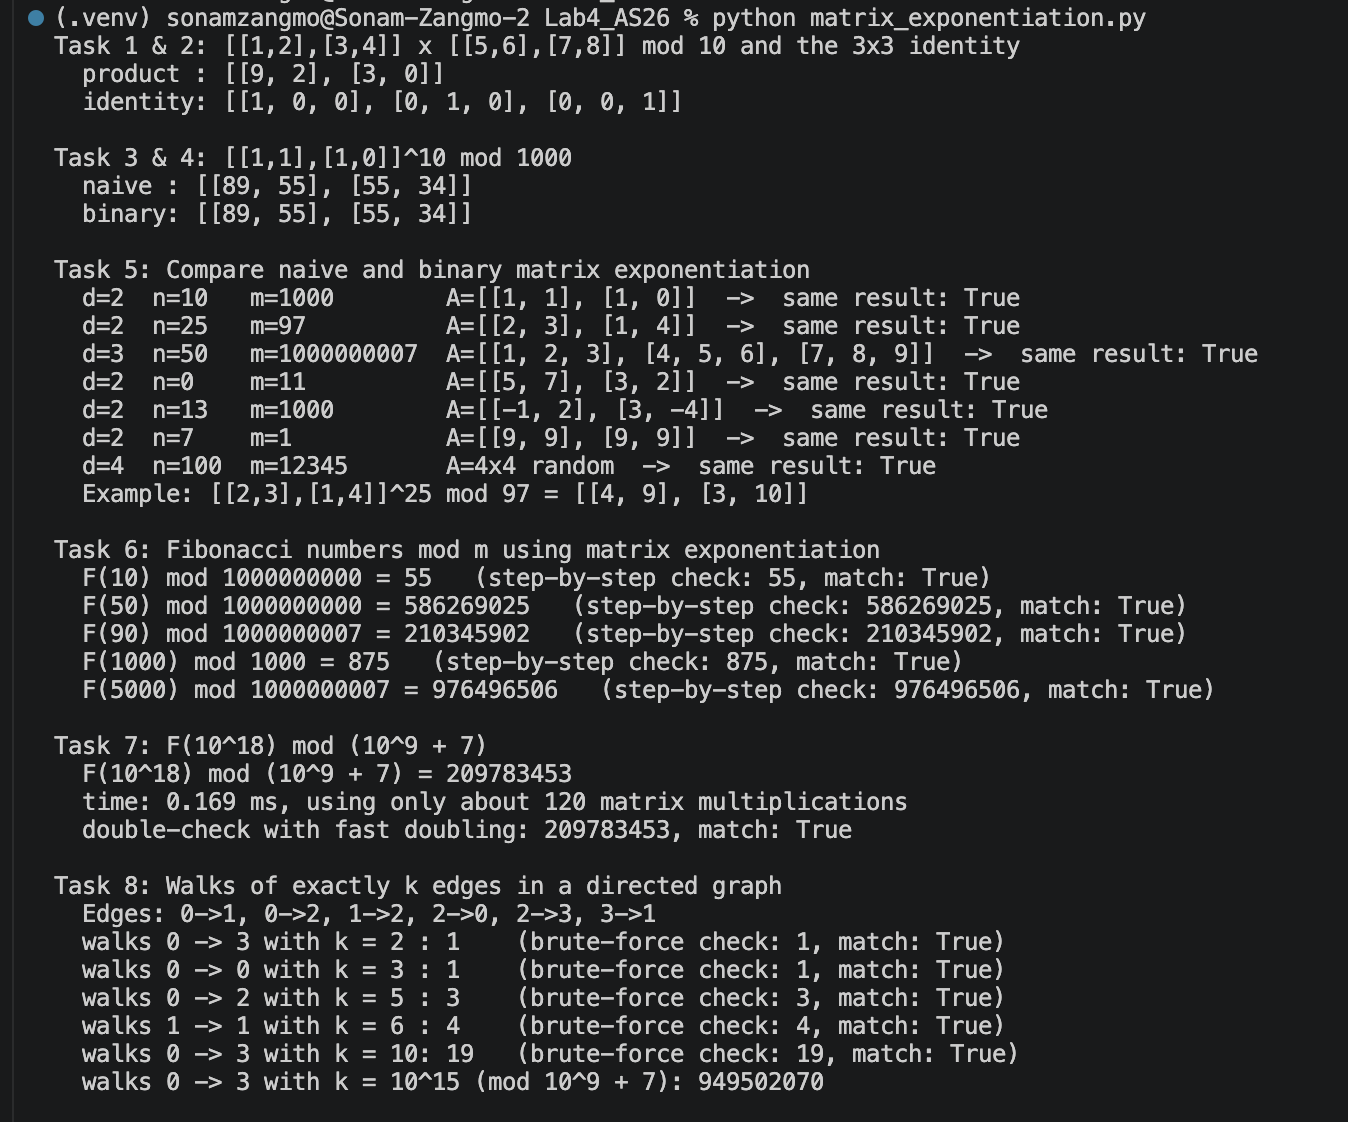 (.venv) sonamzangmo@Sonam-Zangmo-2 Lab4_AS26 % python matrix_exponentiation.py
Task 1 & 2: [[1,2],[3,4]] x [[5,6],[7,8]] mod 10 and the 3x3 identity
product : [[9, 2], [3, 0]]
identity: [[1, 0, 0], [0, 1, 0], [0, 0, 1]]

Task 3 & 4: [[1,1],[1,0]]^10 mod 1000
naive : [[89, 55], [55, 34]]
binary: [[89, 55], [55, 34]]

Task 5: Compare naive and binary matrix exponentiation
d=2  n=10   m=1000        A=[[1, 1], [1, 0]]  ->  same result: True
d=2  n=25   m=97          A=[[2, 3], [1, 4]]  ->  same result: True
d=3  n=50   m=1000000007  A=[[1, 2, 3], [4, 5, 6], [7, 8, 9]]  ->  same result: True
d=2  n=0    m=11          A=[[5, 7], [3, 2]]  ->  same result: True
d=2  n=13   m=1000        A=[[-1, 2], [3, -4]]  ->  same result: True
d=2  n=7    m=1           A=[[9, 9], [9, 9]]  ->  same result: True
d=4  n=100  m=12345       A=4x4 random  ->  same result: True
Example: [[2,3],[1,4]]^25 mod 97 = [[4, 9], [3, 10]]

Task 6: Fibonacci numbers mod m using matrix exponentiation
F(10) mod 1000000000 = 55   (step-by-step check: 55, match: True)
F(50) mod 1000000000 = 586269025   (step-by-step check: 586269025, match: True)
F(90) mod 1000000007 = 210345902   (step-by-step check: 210345902, match: True)
F(1000) mod 1000 = 875   (step-by-step check: 875, match: True)
F(5000) mod 1000000007 = 976496506   (step-by-step check: 976496506, match: True)

Task 7: F(10^18) mod (10^9 + 7)
F(10^18) mod (10^9 + 7) = 209783453
time: 0.169 ms, using only about 120 matrix multiplications
double-check with fast doubling: 209783453, match: True

Task 8: Walks of exactly k edges in a directed graph
Edges: 0->1, 0->2, 1->2, 2->0, 2->3, 3->1
walks 0 -> 3 with k = 2 : 1    (brute-force check: 1, match: True)
walks 0 -> 0 with k = 3 : 1    (brute-force check: 1, match: True)
walks 0 -> 2 with k = 5 : 3    (brute-force check: 3, match: True)
walks 1 -> 1 with k = 6 : 4    (brute-force check: 4, match: True)
walks 0 -> 3 with k = 10: 19   (brute-force check: 19, match: True)
walks 0 -> 3 with k = 10^15 (mod 10^9 + 7): 949502070